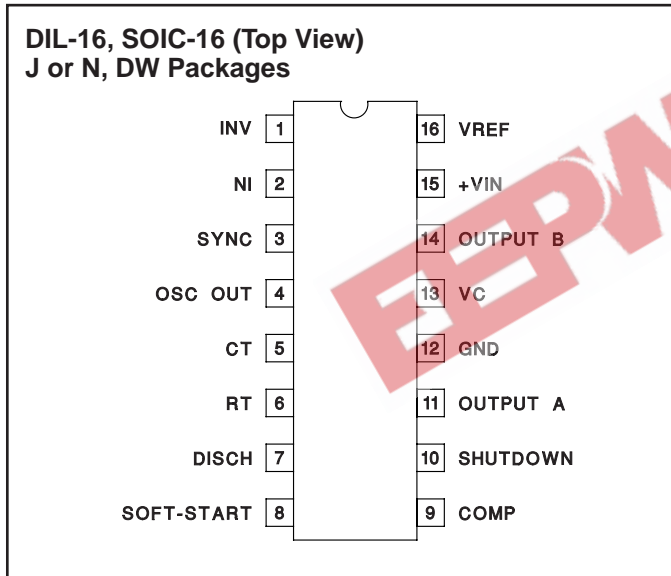 DIL-16, SOIC-16 (Top View)
J or N, DW Packages
INV 1 16 VREF
NI 2 15 +VIN
SYNC 3 14 OUTPUT B
OSC OUT 4 13 VC
CT 5 12 GND
RT 6 11 OUTPUT A
DISCH 7 10 SHUTDOWN
SOFT-START 8 9 COMP
EEPW